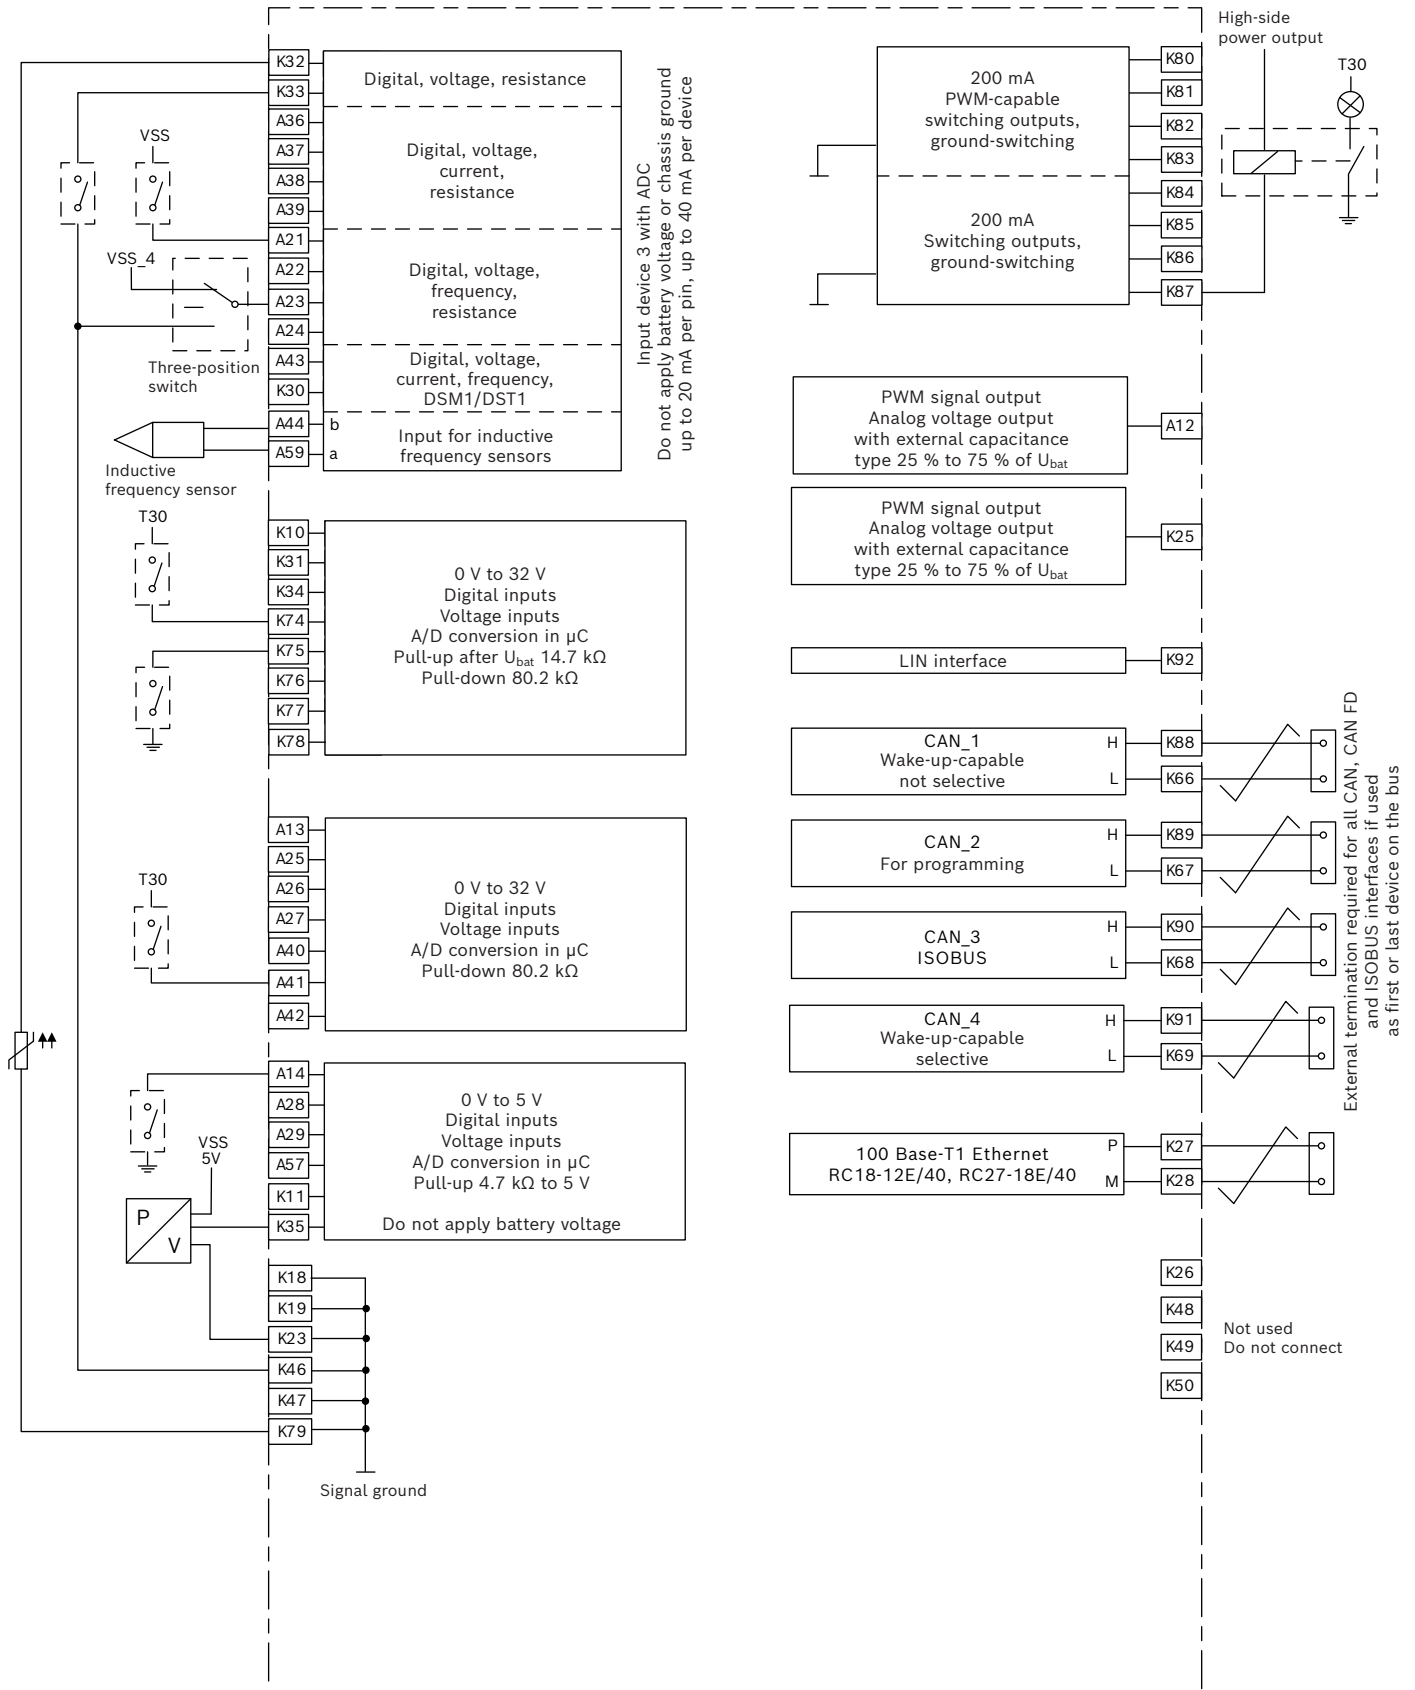 K32
K33
A36
A37
A38
A39
A21
A22
A23
A24
A43
K30
A44
A59
Digital, voltage, resistance
Digital, voltage,
current,
resistance
Digital, voltage,
frequency,
resistance
Digital, voltage,
current, frequency,
DSM1/DST1
b
a
Input for inductive
frequency sensors
Input device 3 with ADC
Do not apply battery voltage or chassis ground
up to 20 mA per pin, up to 40 mA per device
VSS
VSS_4
Three-position
switch
Inductive
frequency sensor
T30
K10
K31
K34
K74
K75
K76
K77
K78
0 V to 32 V
Digital inputs
Voltage inputs
A/D conversion in µC
Pull-up after Ubat 14.7 kΩ
Pull-down 80.2 kΩ
T30
A13
A25
A26
A27
A40
A41
A42
0 V to 32 V
Digital inputs
Voltage inputs
A/D conversion in µC
Pull-down 80.2 kΩ
A14
A28
A29
A57
K11
K35
0 V to 5 V
Digital inputs
Voltage inputs
A/D conversion in µC
Pull-up 4.7 kΩ to 5 V
Do not apply battery voltage
VSS
5V
P
V
K18
K19
K23
K46
K47
K79
Signal ground
High-side
power output
T30
200 mA
PWM-capable
switching outputs,
ground-switching
200 mA
Switching outputs,
ground-switching
K80
K81
K82
K83
K84
K85
K86
K87
PWM signal output
Analog voltage output
with external capacitance
type 25 % to 75 % of Ubat
A12
PWM signal output
Analog voltage output
with external capacitance
type 25 % to 75 % of Ubat
K25
LIN interface
K92
CAN_1
Wake-up-capable
not selective
H
L
K88
K66
CAN_2
For programming
H
L
K89
K67
CAN_3
ISOBUS
H
L
K90
K68
CAN_4
Wake-up-capable
selective
H
L
K91
K69
External termination required for all CAN, CAN FD
and ISOBUS interfaces if used
as first or last device on the bus
100 Base-T1 Ethernet
RC18-12E/40, RC27-18E/40
P
M
K27
K28
K26
K48
K49
K50
Not used
Do not connect